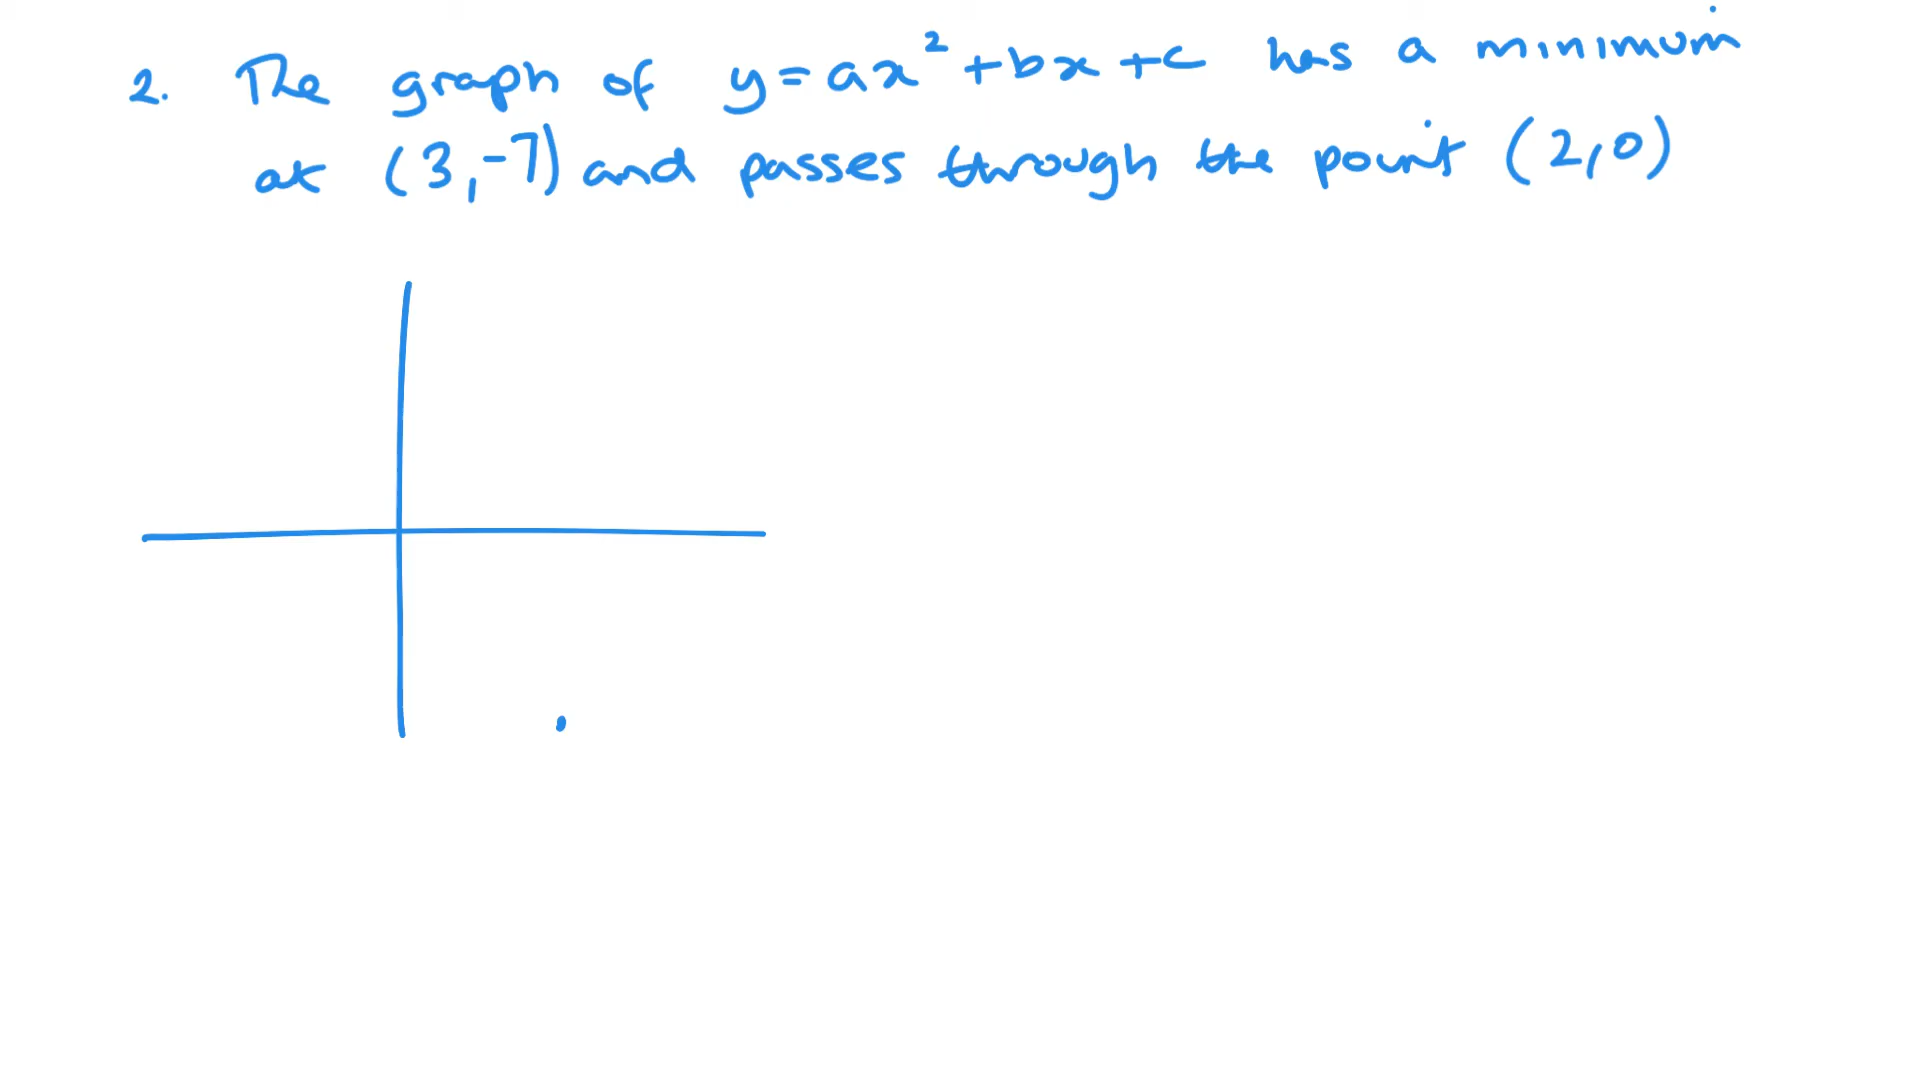 2. The graph of y=ax²+bx+c has a minimum
at (3,-7) and passes through the point (2,0)